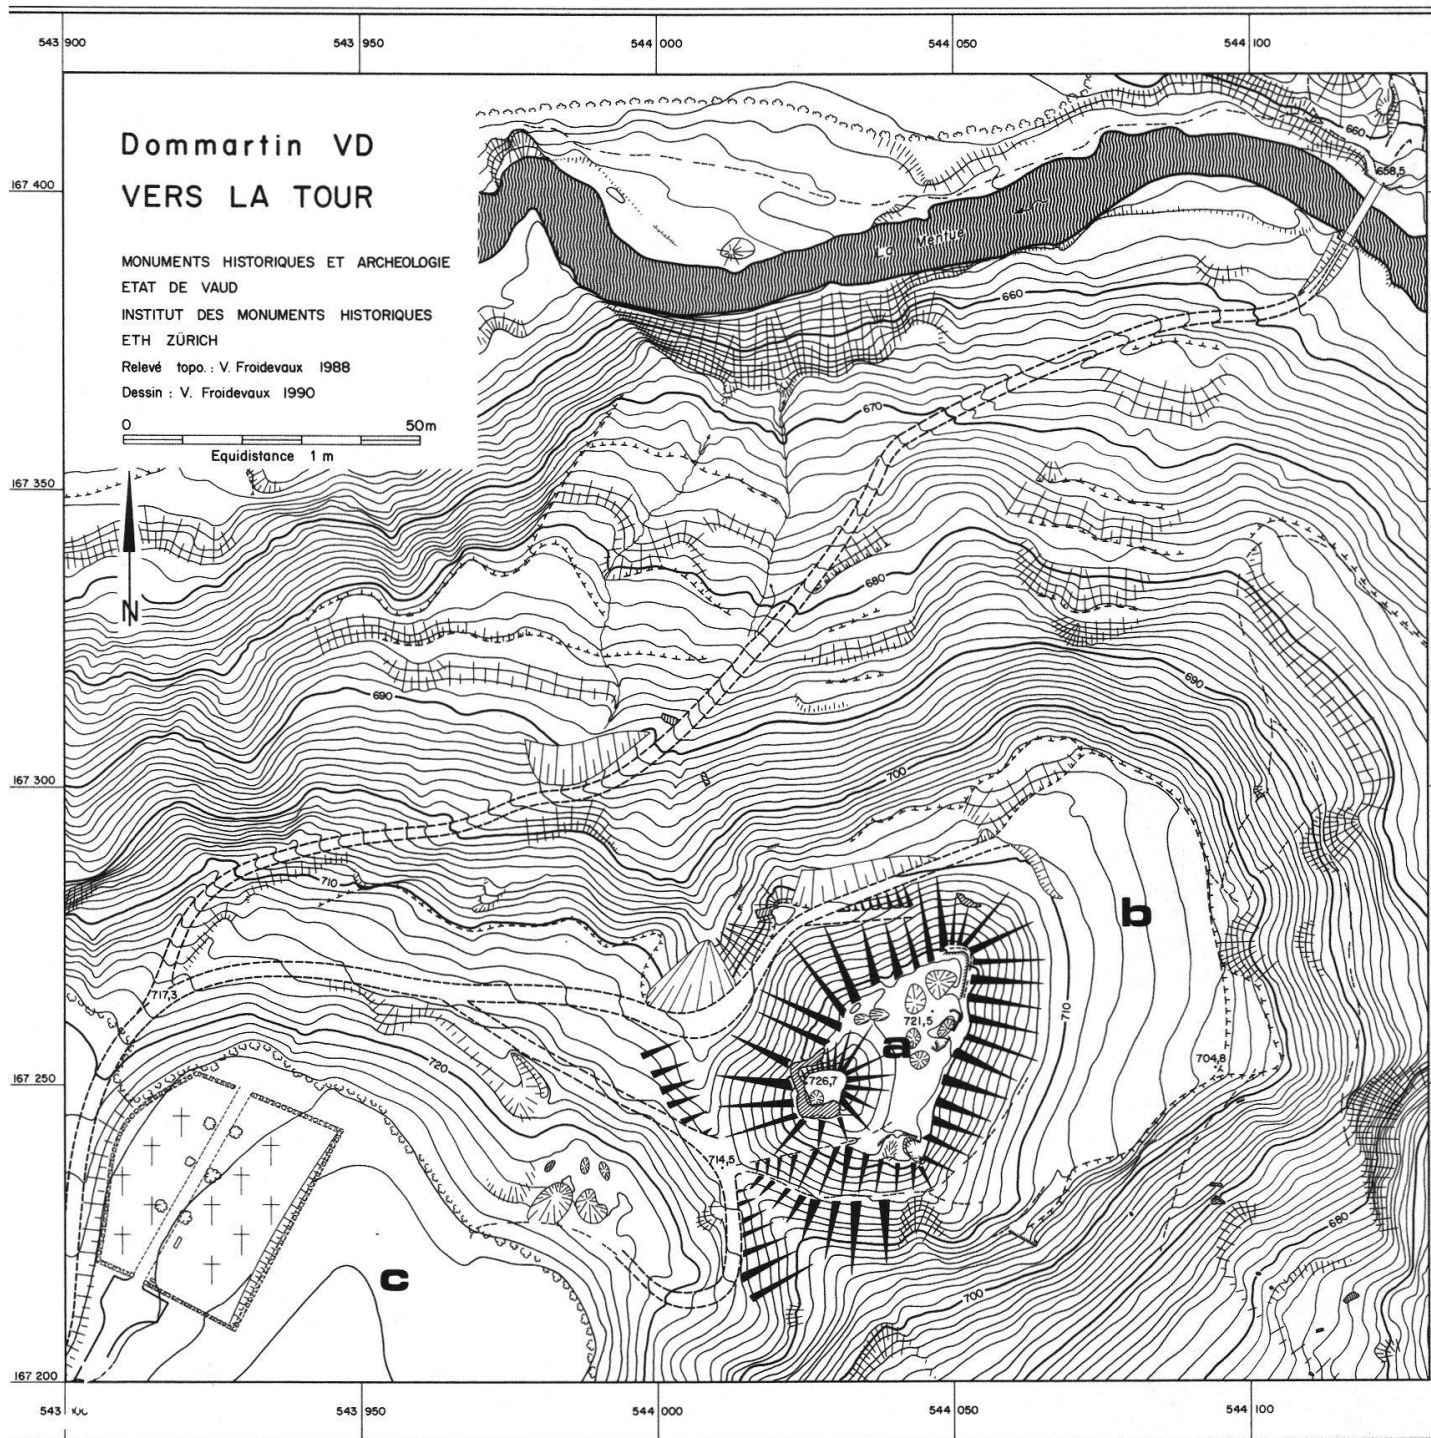 543 900
543 950
544 000
544 050
544 100
Dommartin VD
VERS LA TOUR
MONUMENTS HISTORIQUES ET ARCHEOLOGIE
ETAT DE VAUD
INSTITUT DES MONUMENTS HISTORIQUES
ETH ZÜRICH
Relevé topo. : V. Froidevaux 1988
Dessin : V. Froidevaux 1990
0 50m
Equidistance 1 m
N
660
658,5
167 400
La Mentue
660
670
167 350
680
690
690
167 300
700
710
b
717,3
710
721,5
a
704,8
720
167 250
726,7
714,5
680
c
700
167 200
543 950
544 000
544 050
544 100